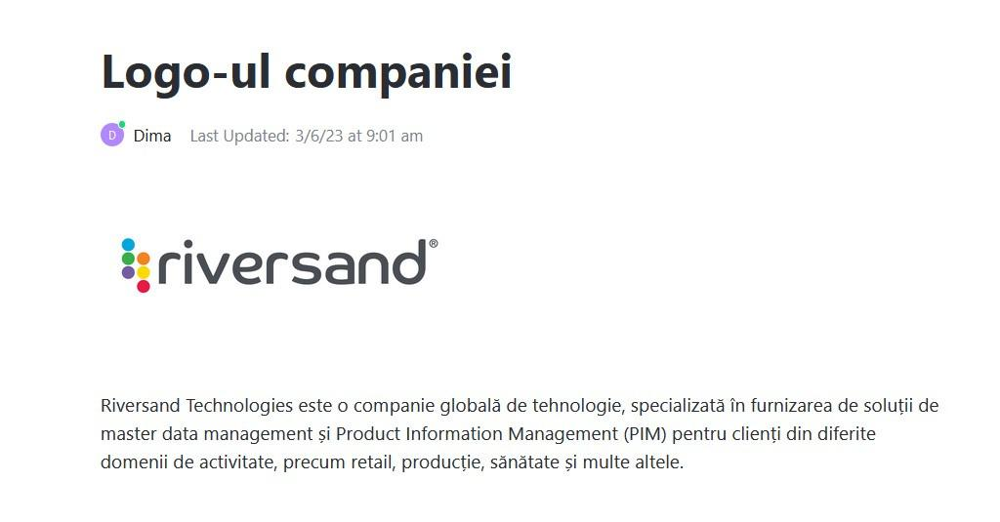 Logo-ul companiei
D Dima Last Updated: 3/6/23 at 9:01 am
riversand®
Riversand Technologies este o companie globală de tehnologie, specializată în furnizarea de soluții de
master data management și Product Information Management (PIM) pentru clienți din diferite
domenii de activitate, precum retail, producție, sănătate și multe altele.